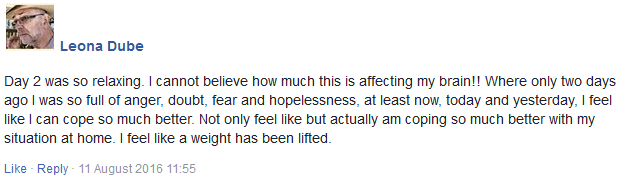 Leona Dube
Day 2 was so relaxing. I cannot believe how much this is affecting my brain!! Where only two days
ago I was so full of anger, doubt, fear and hopelessness, at least now, today and yesterday, I feel
like I can cope so much better. Not only feel like but actually am coping so much better with my
situation at home. I feel like a weight has been lifted.
Like · Reply · 11 August 2016 11:55